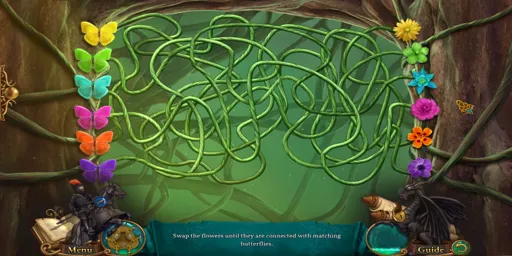 Swap the flowers until they are connected with matching
butterflies.
Menu
Guide